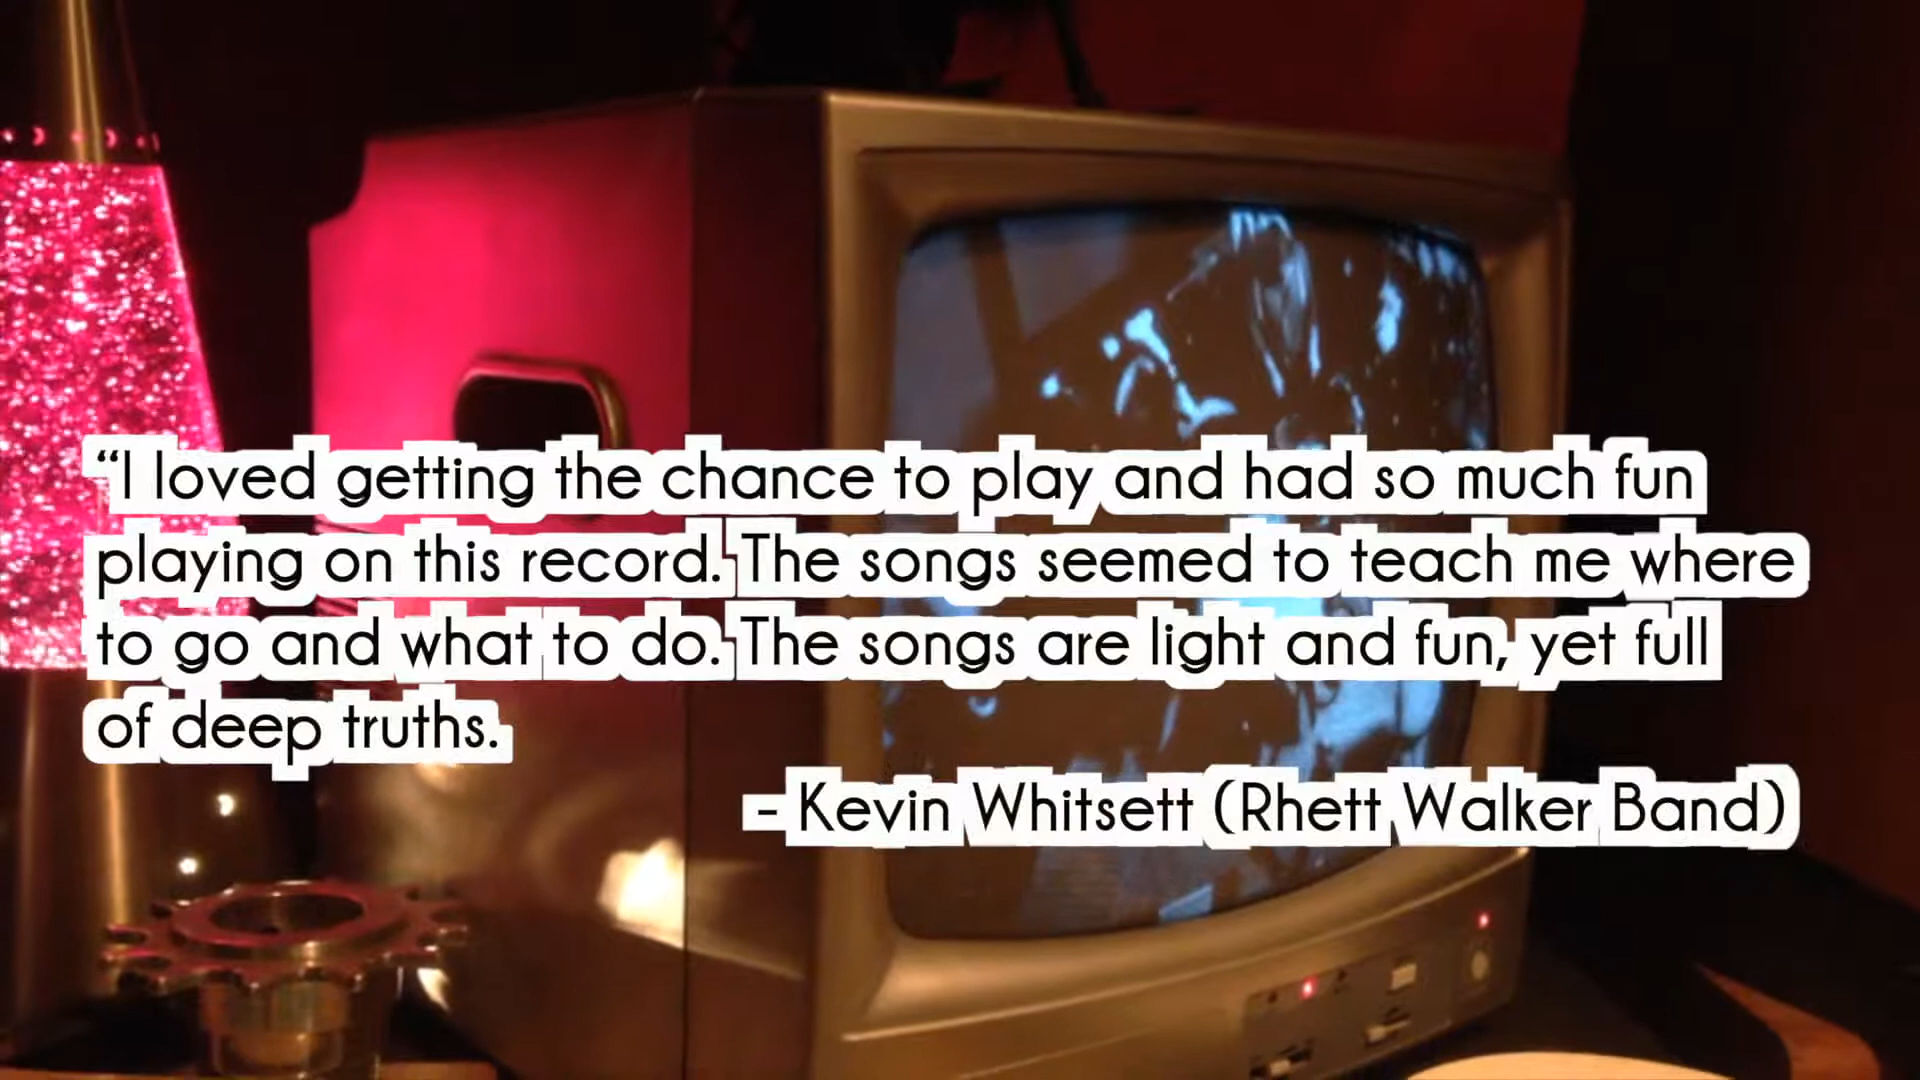 “I loved getting the chance to play and had so much fun
playing on this record. The songs seemed to teach me where
to go and what to do. The songs are light and fun, yet full
of deep truths.
- Kevin Whitsett (Rhett Walker Band)